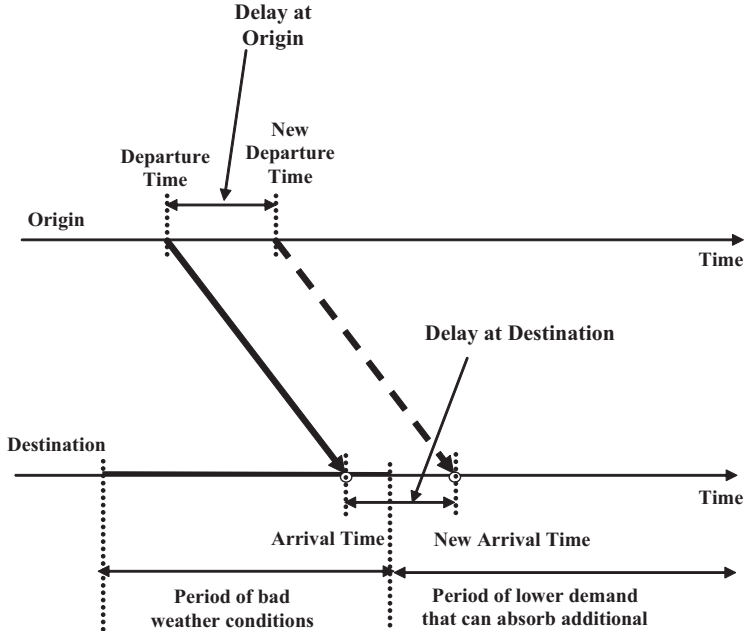 Delay at
Origin
New
Departure
Time
Departure
Time
Origin
Time
Delay at Destination
Destination
Time
Arrival Time
New Arrival Time
Period of bad
weather conditions
Period of lower demand
that can absorb additional